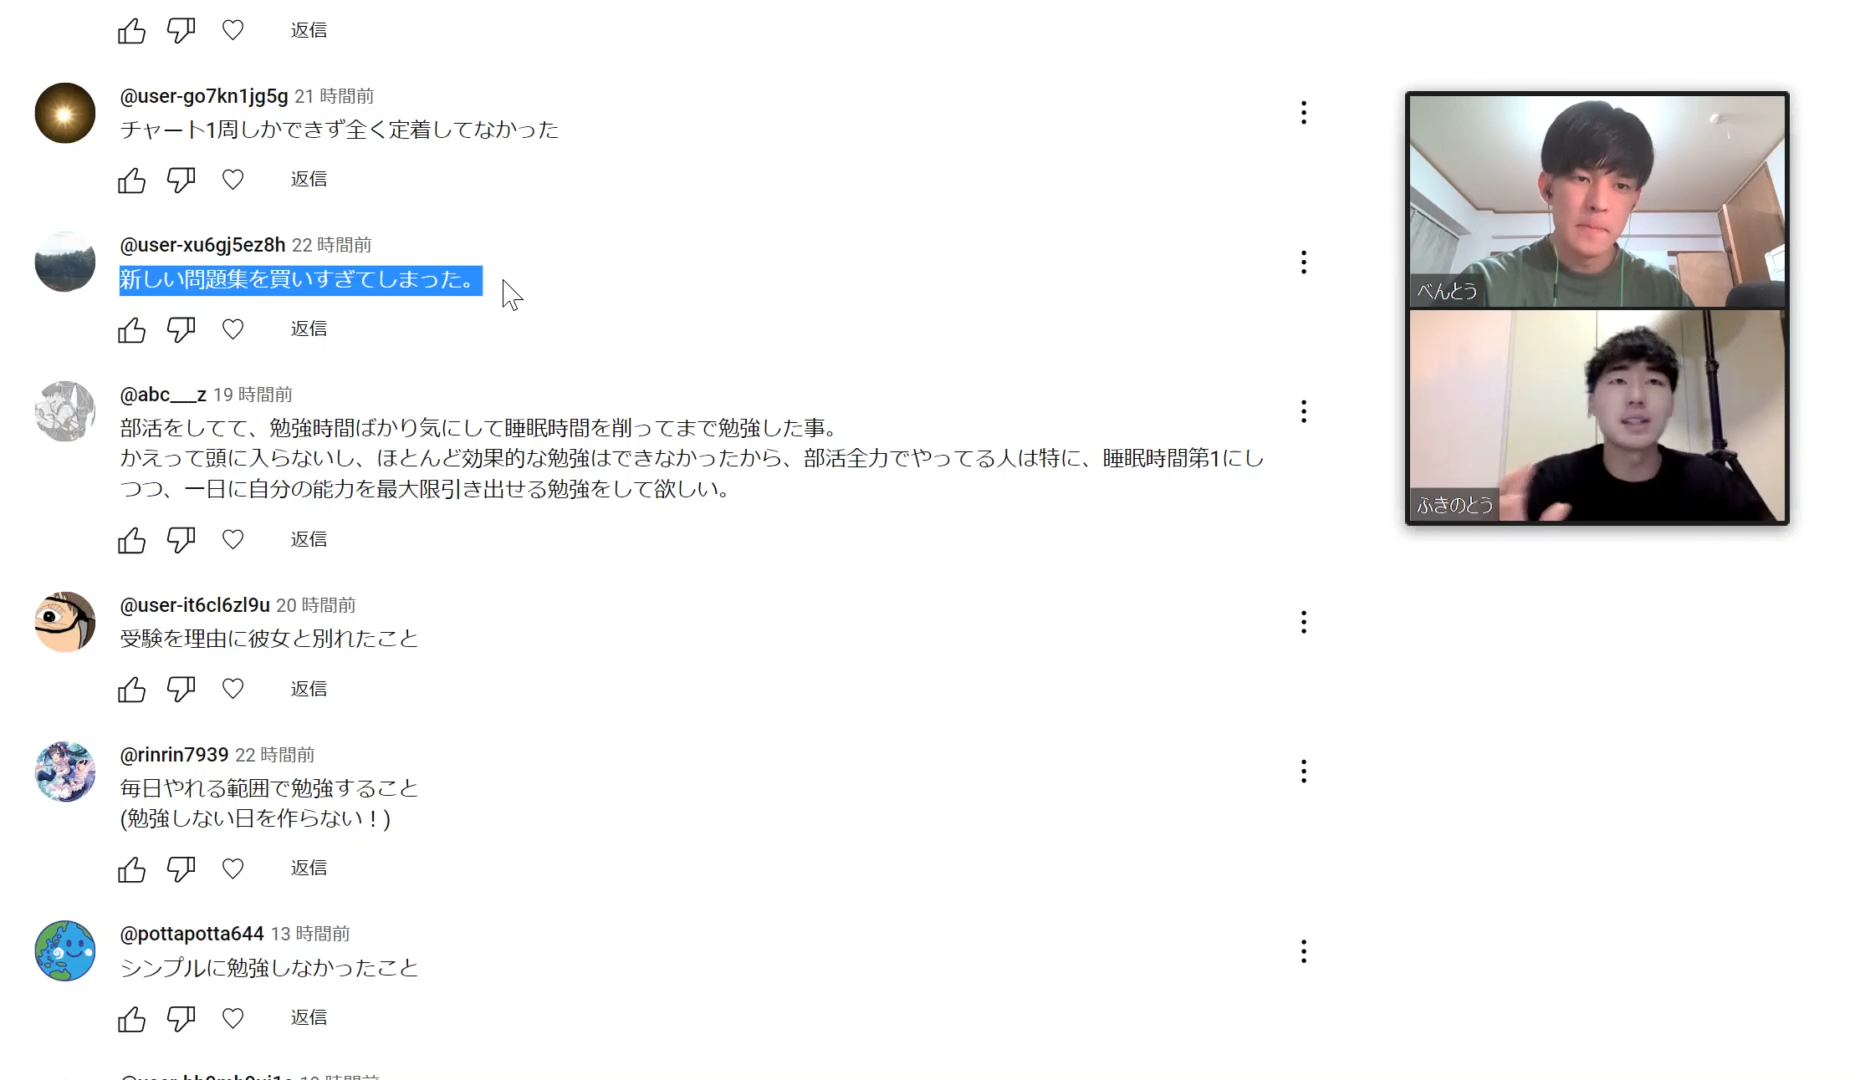 返信
@user-go7kn1jg5g 21 時間前
チャート1周しかできず全く定着してなかった
返信
@user-xu6gj5ez8h 22 時間前
新しい問題集を買いすぎてしまった。
返信
@abc__z 19 時間前
部活をしてて、勉強時間ばかり気にして睡眠時間を削ってまで勉強した事。
かえって頭に入らないし、ほとんど効果的な勉強はできなかったから、部活全力でやってる人は特に、睡眠時間第1にし
つつ、一日に自分の能力を最大限引き出せる勉強をして欲しい。
返信
@user-it6cl6zl9u 20 時間前
受験を理由に彼女と別れたこと
返信
@rinrin7939 22 時間前
毎日やれる範囲で勉強すること
(勉強しない日を作らない！)
返信
@pottapotta644 13 時間前
シンプルに勉強しなかったこと
返信
べんとう
ふきのとう